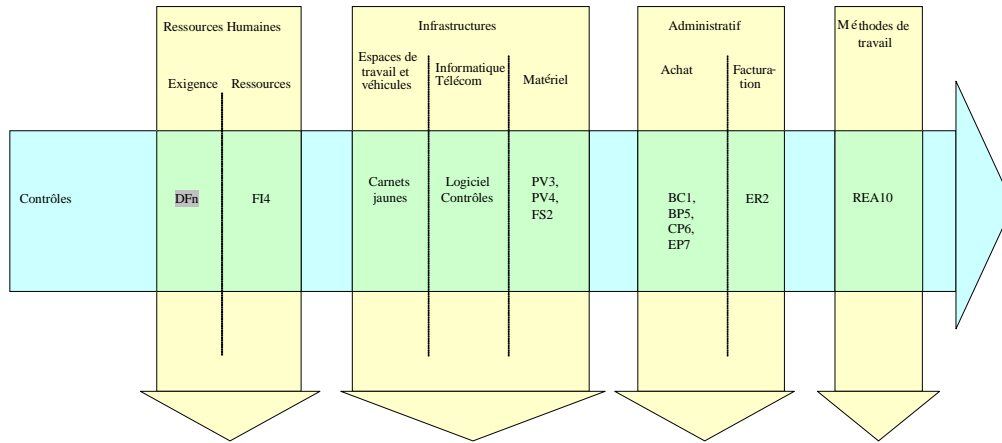 Ressources Humaines
Exigence
Ressources
Infrastructures
Espaces de
travail et
véhicules
Informatique
Télécom
Matériel
Administratif
Achat
Factura-
tion
Méthodes de
travail
Contrôles
DFn
FI4
Carnets
jaunes
Logiciel
Contrôles
PV3,
PV4,
FS2
BC1,
BP5,
CP6,
EP7
ER2
REA10